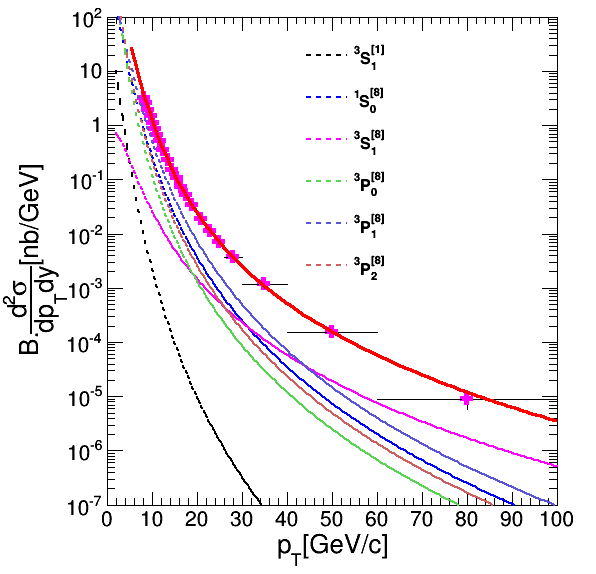 10²
10
1
10⁻¹
10⁻²
10⁻³
10⁻⁴
10⁻⁵
10⁻⁶
10⁻⁷
B. d²σ/dp_T dy [nb/GeV]
³S₁^[1]
¹S₀^[8]
³S₁^[8]
³P₀^[8]
³P₁^[8]
³P₂^[8]
0 10 20 30 40 50 60 70 80 90 100
p_T[GeV/c]